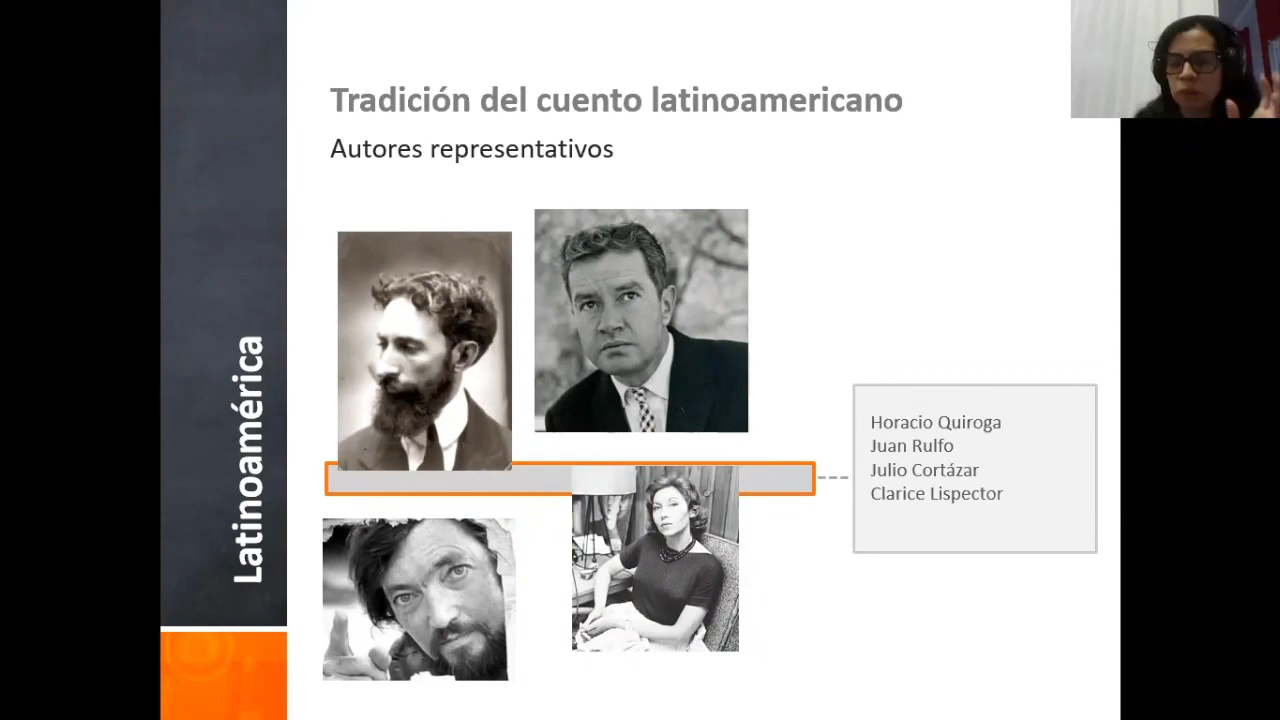 Tradición del cuento latinoamericano
Autores representativos
Latinoamérica
Horacio Quiroga
Juan Rulfo
Julio Cortázar
Clarice Lispector